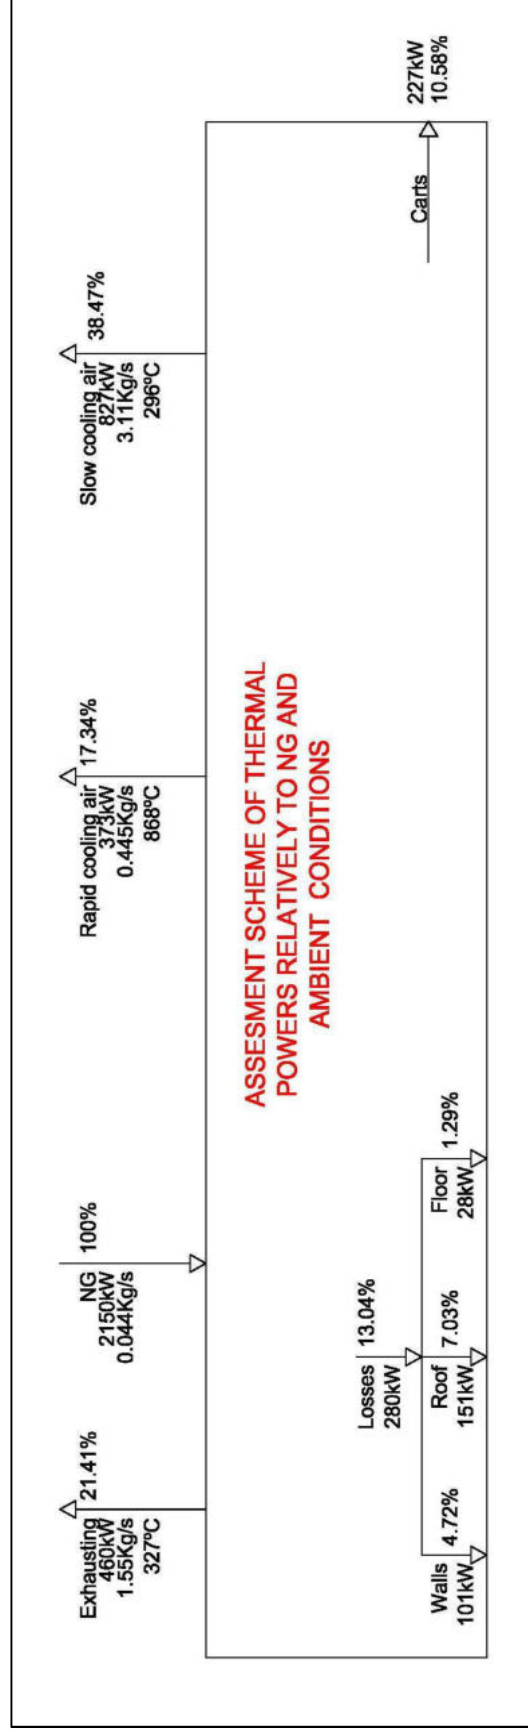 Exhausting 21.41%
460kW
1.55Kg/s
327ºC
NG 100%
2150kW
0.044Kg/s
Rapid cooling air 17.34%
373kW
0.445Kg/s
868ºC
Slow cooling air 38.47%
827kW
3.11Kg/s
296ºC
ASSESMENT SCHEME OF THERMAL
POWERS RELATIVELY TO NG AND
AMBIENT CONDITIONS
Losses 13.04%
280kW
Walls 4.72%
101kW
Roof 7.03%
151kW
Floor 1.29%
28kW
Carts
227kW
10.58%